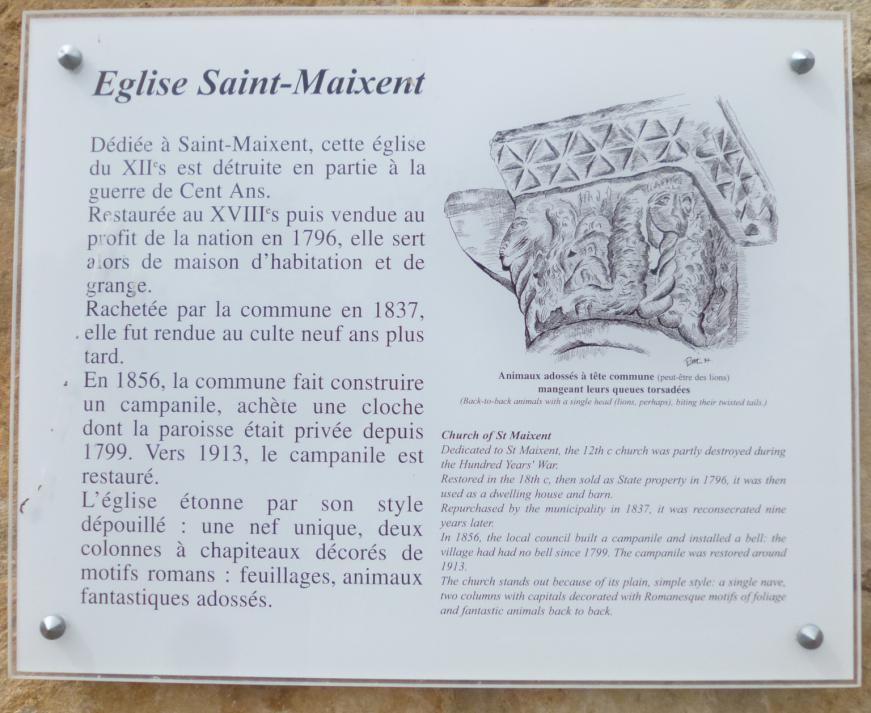 Eglise Saint-Maixent
Dédiée à Saint-Maixent, cette église
du XIIes est détruite en partie à la
guerre de Cent Ans.
Restaurée au XVIIIes puis vendue au
profit de la nation en 1796, elle sert
alors de maison d'habitation et de
grange.
Rachetée par la commune en 1837,
elle fut rendue au culte neuf ans plus
tard.
En 1856, la commune fait construire
un campanile, achète une cloche
dont la paroisse était privée depuis
1799. Vers 1913, le campanile est
restauré.
L'église étonne par son style
dépouillé : une nef unique, deux
colonnes à chapiteaux décorés de
motifs romans : feuillages, animaux
fantastiques adossés.
Animaux adossés à tête commune (peut-être des lions)
mangeant leurs queues torsadées
(Back-to-back animals with a single head (lions, perhaps), biting their twisted tails.)
Church of St Maixent
Dedicated to St Maixent, the 12th c church was partly destroyed during
the Hundred Years' War.
Restored in the 18th c, then sold as State property in 1796, it was then
used as a dwelling house and barn.
Repurchased by the municipality in 1837, it was reconsecrated nine
years later.
In 1856, the local council built a campanile and installed a bell: the
village had had no bell since 1799. The campanile was restored around
1913.
The church stands out because of its plain, simple style: a single nave,
two columns with capitals decorated with Romanesque motifs of foliage
and fantastic animals back to back.